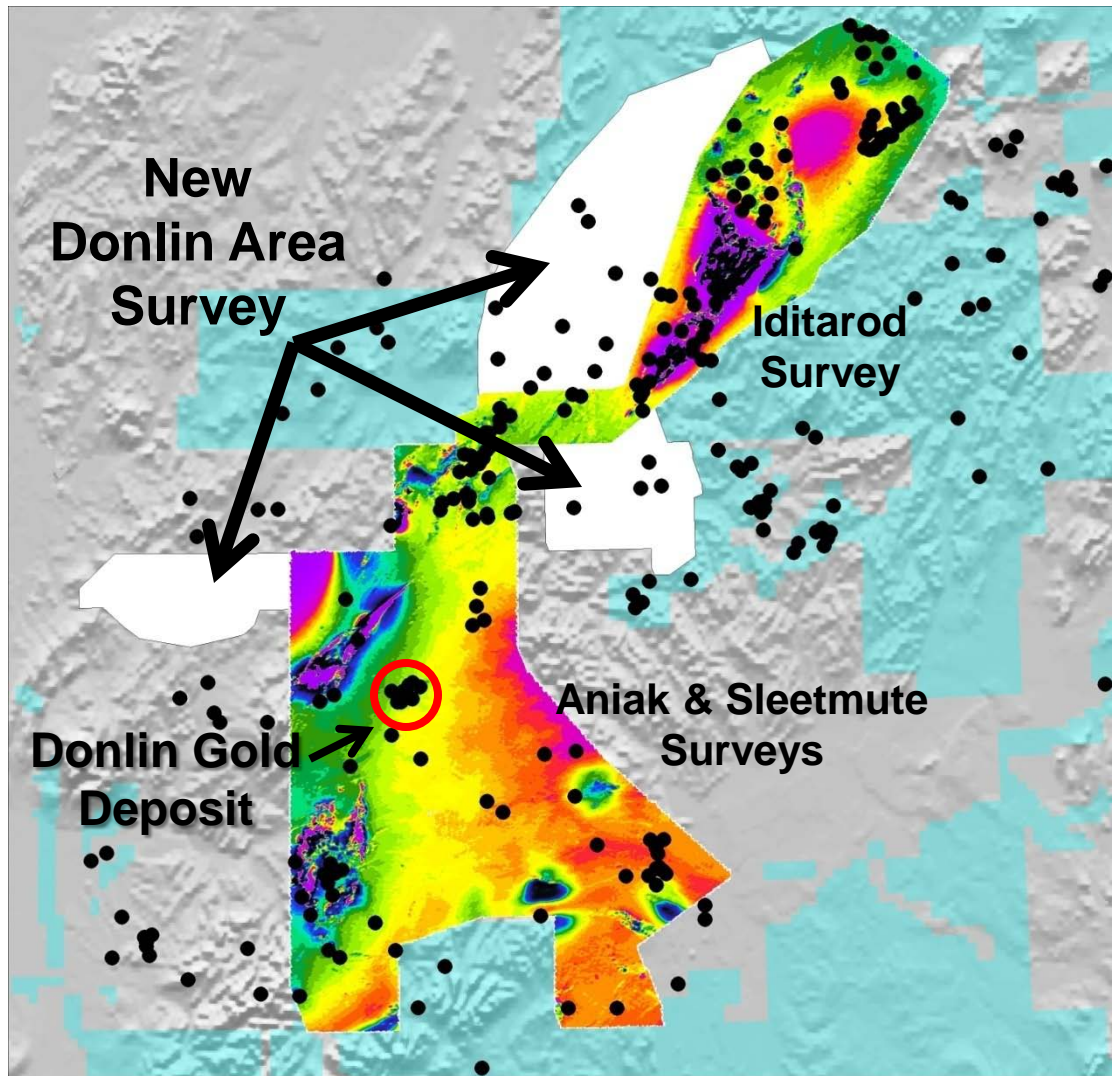 New
Donlin Area
Survey
Iditarod
Survey
Aniak & Sleetmute
Surveys
Donlin Gold
Deposit